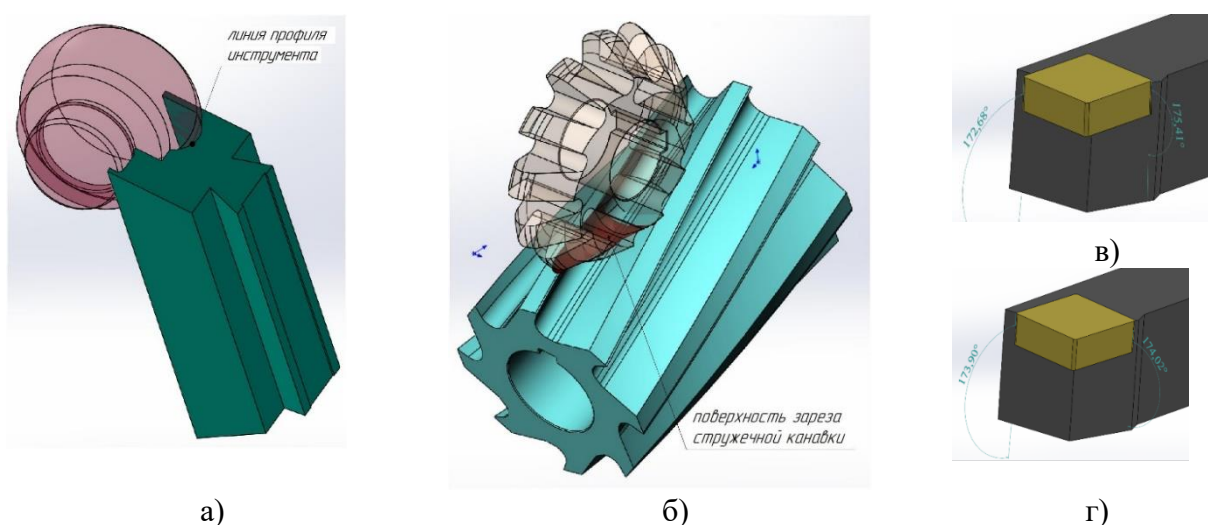 линия профиля
инструмента
поверхность зареза
стружечной канавки
172,68°
175,41°
173,90°
174,02°
а)
б)
в)
г)